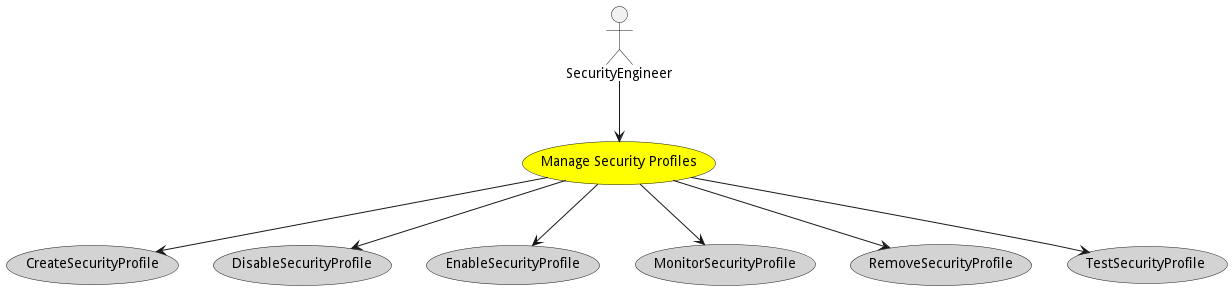 SecurityEngineer
Manage Security Profiles
CreateSecurityProfile
DisableSecurityProfile
EnableSecurityProfile
MonitorSecurityProfile
RemoveSecurityProfile
TestSecurityProfile